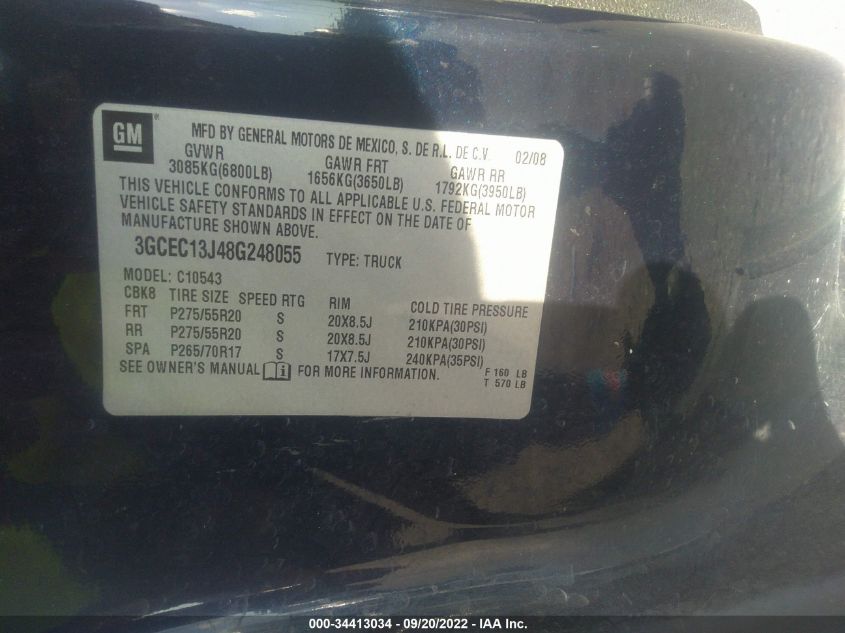 GM ®
MFD BY GENERAL MOTORS DE MEXICO, S. DE R.L. DE C.V. 02/08
GVWR GAWR FRT GAWR RR
3085KG(6800LB) 1656KG(3650LB) 1792KG(3950LB)
THIS VEHICLE CONFORMS TO ALL APPLICABLE U.S. FEDERAL MOTOR
VEHICLE SAFETY STANDARDS IN EFFECT ON THE DATE OF
MANUFACTURE SHOWN ABOVE.
3GCEC13J48G248055 TYPE: TRUCK
MODEL: C10543
CBK8 TIRE SIZE SPEED RTG RIM COLD TIRE PRESSURE
FRT P275/55R20 S 20X8.5J 210KPA(30PSI)
RR P275/55R20 S 20X8.5J 210KPA(30PSI)
SPA P265/70R17 S 17X7.5J 240KPA(35PSI)
SEE OWNER'S MANUAL FOR MORE INFORMATION. F 160 LB
T 570 LB
000-34413034 - 09/20/2022 - IAA Inc.